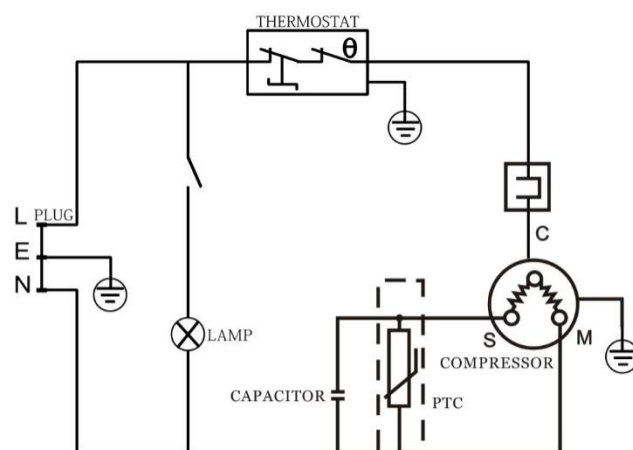 THERMOSTAT
θ
L PLUG
E
N
C
S
M
LAMP
COMPRESSOR
CAPACITOR
PTC